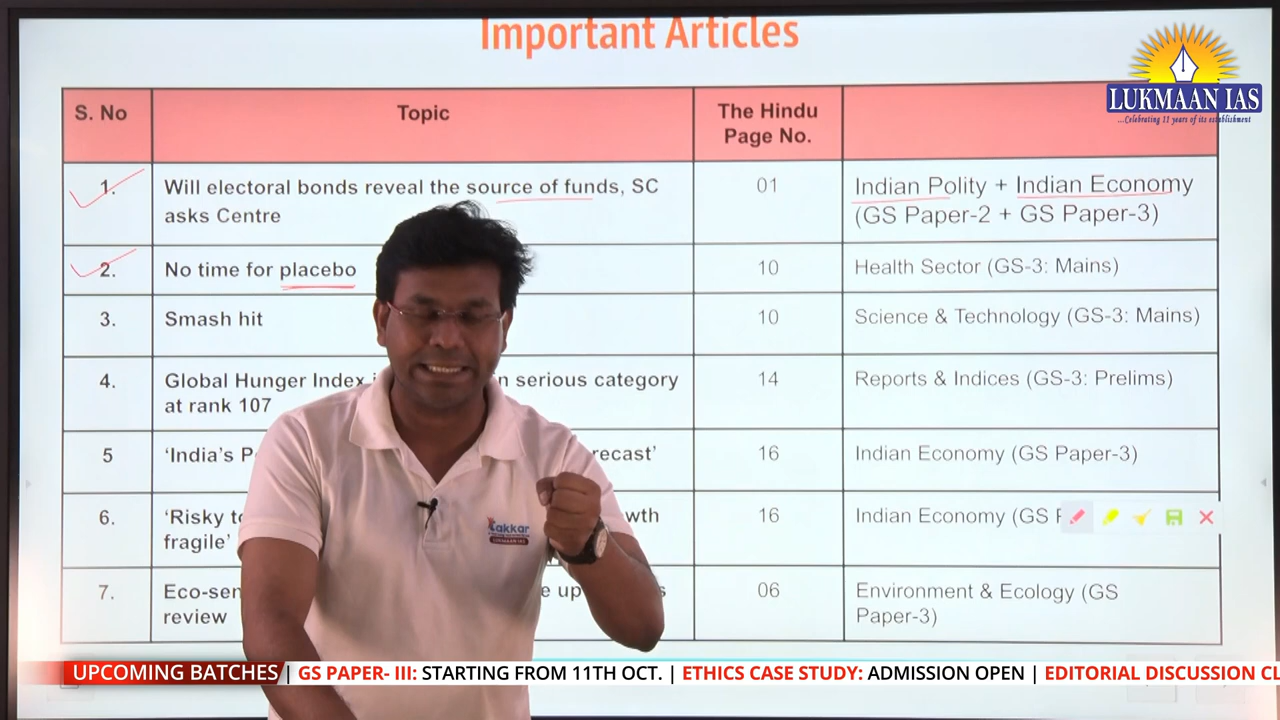 Important Articles
LUKMAAN IAS
...Celebrating 11 years of its establishment
S. No Topic The Hindu Page No.
1. Will electoral bonds reveal the source of funds, SC 01 Indian Polity + Indian Economy
asks Centre (GS Paper-2 + GS Paper-3)
2. No time for placebo 10 Health Sector (GS-3: Mains)
3. Smash hit 10 Science & Technology (GS-3: Mains)
4. Global Hunger Index serious category 14 Reports & Indices (GS-3: Prelims)
at rank 107
5 ‘India’s 16 Indian Economy (GS Paper-3)
6. ‘Risky 16 Indian Economy (GS
fragile’
7. 06 Environment & Ecology (GS
review Paper-3)
akkar
LUKMAAN IAS
UPCOMING BATCHES | GS PAPER- III: STARTING FROM 11TH OCT. | ETHICS CASE STUDY: ADMISSION OPEN | EDITORIAL DISCUSSION CL